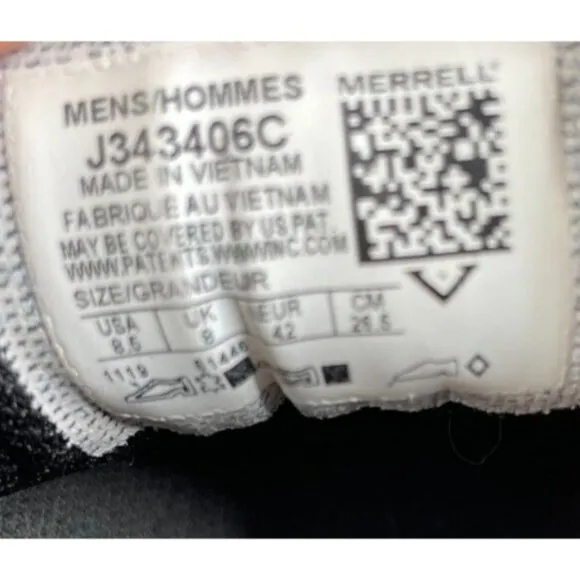 MENS/HOMMES
MERRELL
J343406C
MADE IN VIETNAM
FABRIQUE AU VIETNAM
MAY BE COVERED BY US PAT.
WWW.PATENTSWWWINC.COM
SIZE/GRANDEUR
USA UK EUR CM
8.5 8 42 26.5
1119